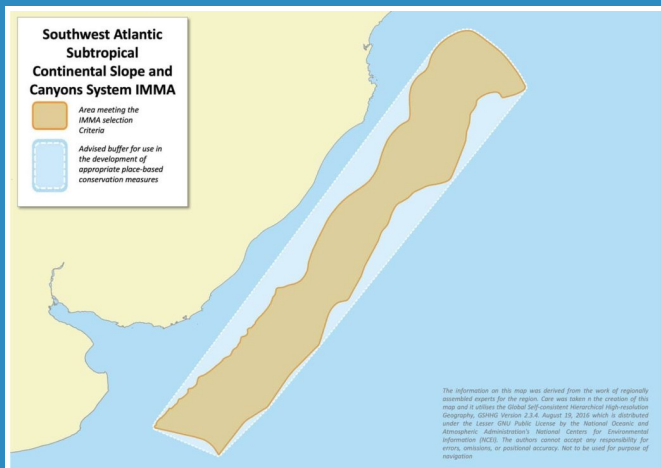 Southwest Atlantic
Subtropical
Continental Slope and
Canyons System IMMA
Area meeting the
IMMA selection
Criteria
Advised buffer for use in
the development of
appropriate place-based
conservation measures
The information on this map was derived from the work of regionally
assembled experts for the region. Care was taken n the creation of this
map and it utilises the Global Self-consistent Hierarchical High-resolution
Geography, GSHHG Version 2.3.4. August 19, 2016 which is distributed
under the Lesser GNU Public License by the National Oceanic and
Atmospheric Administration's National Centers for Environmental
Information (NCEI). The authors cannot accept any responsibility for
errors, omissions, or positional accuracy. Not to be used for purpose of
navigation